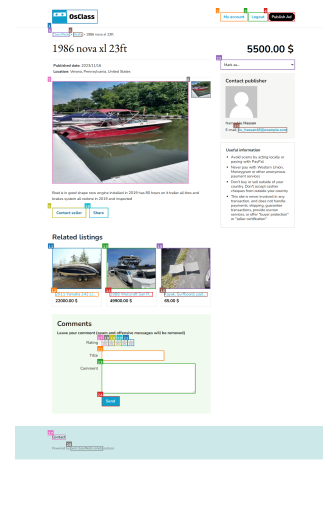 OsClass
My account
Logout
Publish Ad
1986 nova xl 23ft
5500.00 $
Mark as...
Published date: 2023/11/16
Location: Verona, Pennsylvania, United States
Contact publisher
E-mail:
Useful information
Avoid scams by acting locally or
paying with PayPal
Never pay with Western Union,
Moneygram or other anonymous
payment services
Don't buy or sell outside of your
country. Don't accept cashier
cheques from outside your country
This site is never involved in any
transaction, and does not handle
payments, shipping, guarantee
transactions, provide escrow
services, or offer "buyer protection"
or "seller certification"
Boat is in good shape new engine installed in 2019 has 80 hours on it trailer all tires and
brakes system all redone in 2019 and inspected
Contact seller
Share
Related listings
22000.00 $
49900.00 $
85.00 $
Comments
Leave your comment (spam and offensive messages will be removed)
Rating
Title
Comment
Send
Contact
Powered by